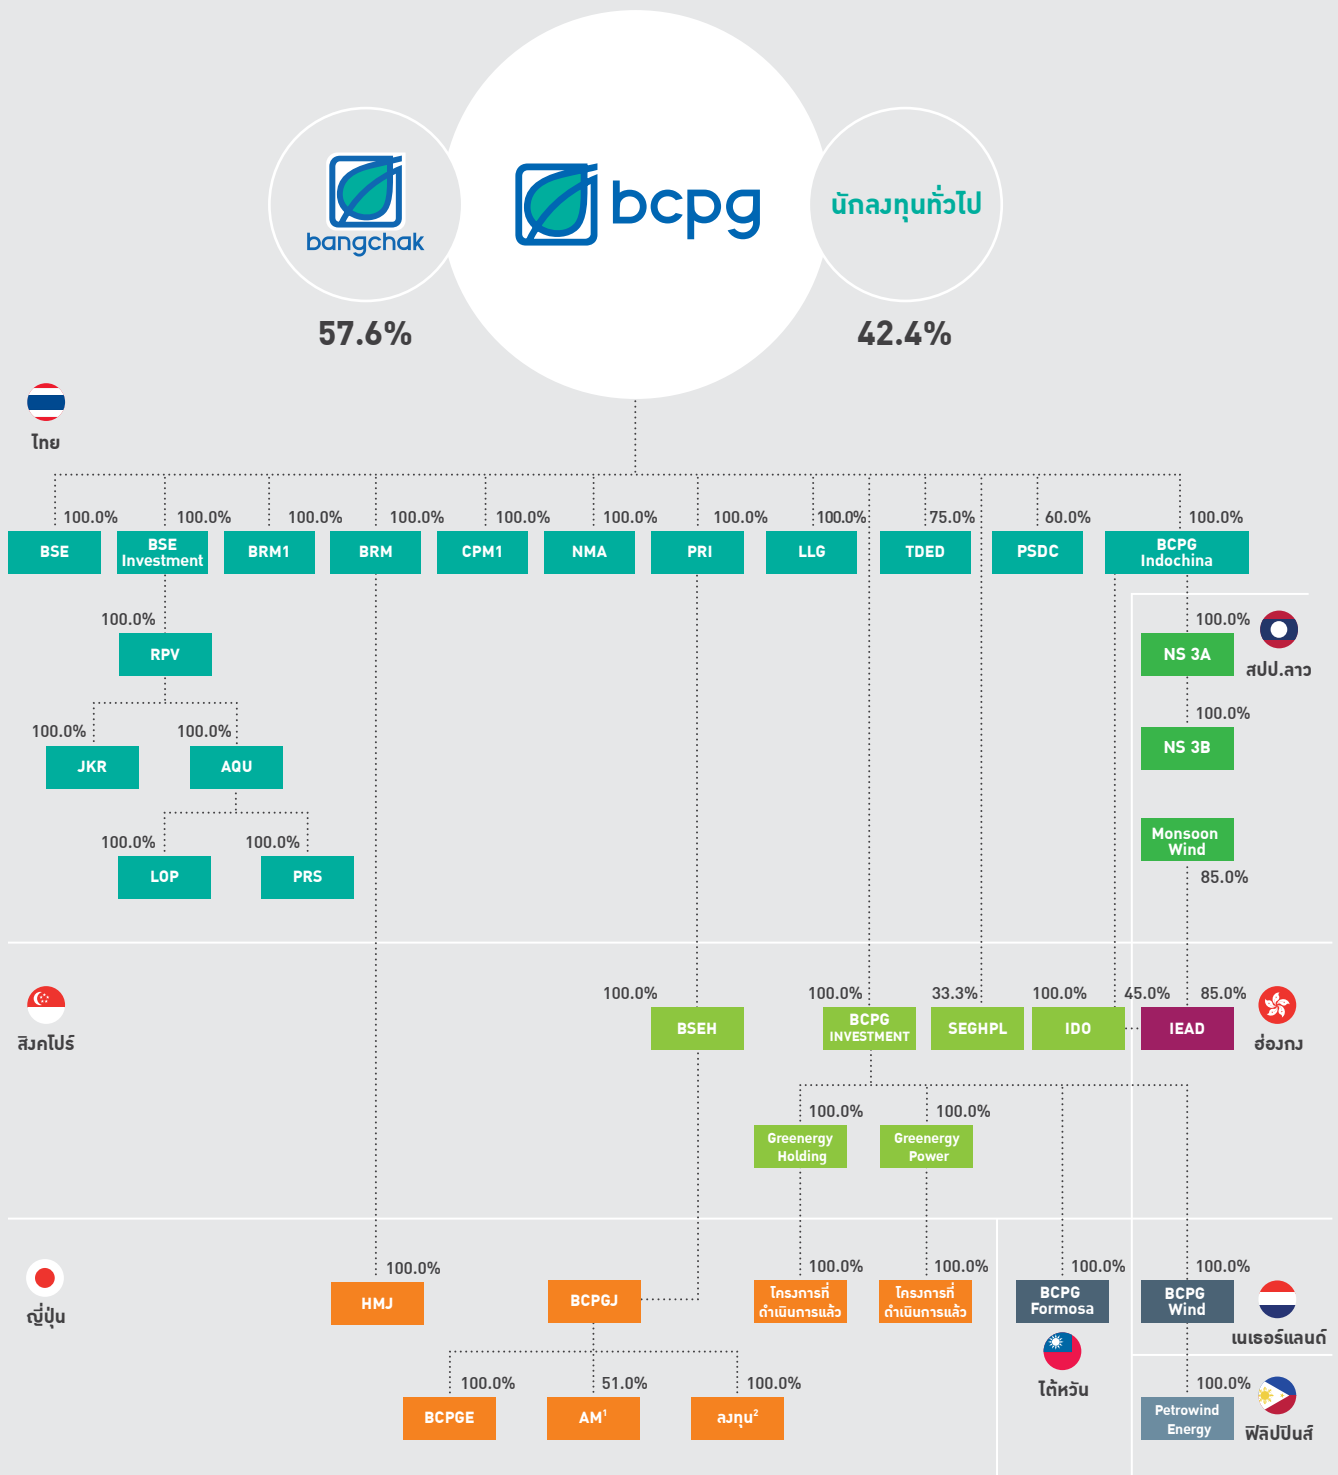 bangchak
bcpg
นักลงทุนทั่วไป
57.6%
42.4%
ไทย
100.0%
100.0%
100.0%
100.0%
100.0%
100.0%
100.0%
100.0%
75.0%
60.0%
100.0%
BSE
BSE
Investment
BRM1
BRM
CPM1
NMA
PRI
LLG
TDED
PSDC
BCPG
Indochina
100.0%
RPV
100.0%
NS 3A
สปป.ลาว
100.0%
JKR
100.0%
AQU
100.0%
NS 3B
100.0%
LOP
100.0%
PRS
Monsoon
Wind
85.0%
สิงคโปร์
100.0%
BSEH
100.0%
BCPG
INVESTMENT
33.3%
SEGHPL
100.0%
IDO
45.0%
85.0%
IEAD
ฮ่องกง
100.0%
Greenergy
Holding
100.0%
Greenergy
Power
ญี่ปุ่น
100.0%
HMJ
BCPGJ
100.0%
โครงการที่
ดำเนินการแล้ว
100.0%
โครงการที่
ดำเนินการแล้ว
100.0%
BCPG
Formosa
ไต้หวัน
100.0%
BCPG
Wind
เนเธอร์แลนด์
100.0%
BCPGE
51.0%
AM¹
100.0%
ลงทุน²
100.0%
Petrowind
Energy
ฟิลิปปินส์